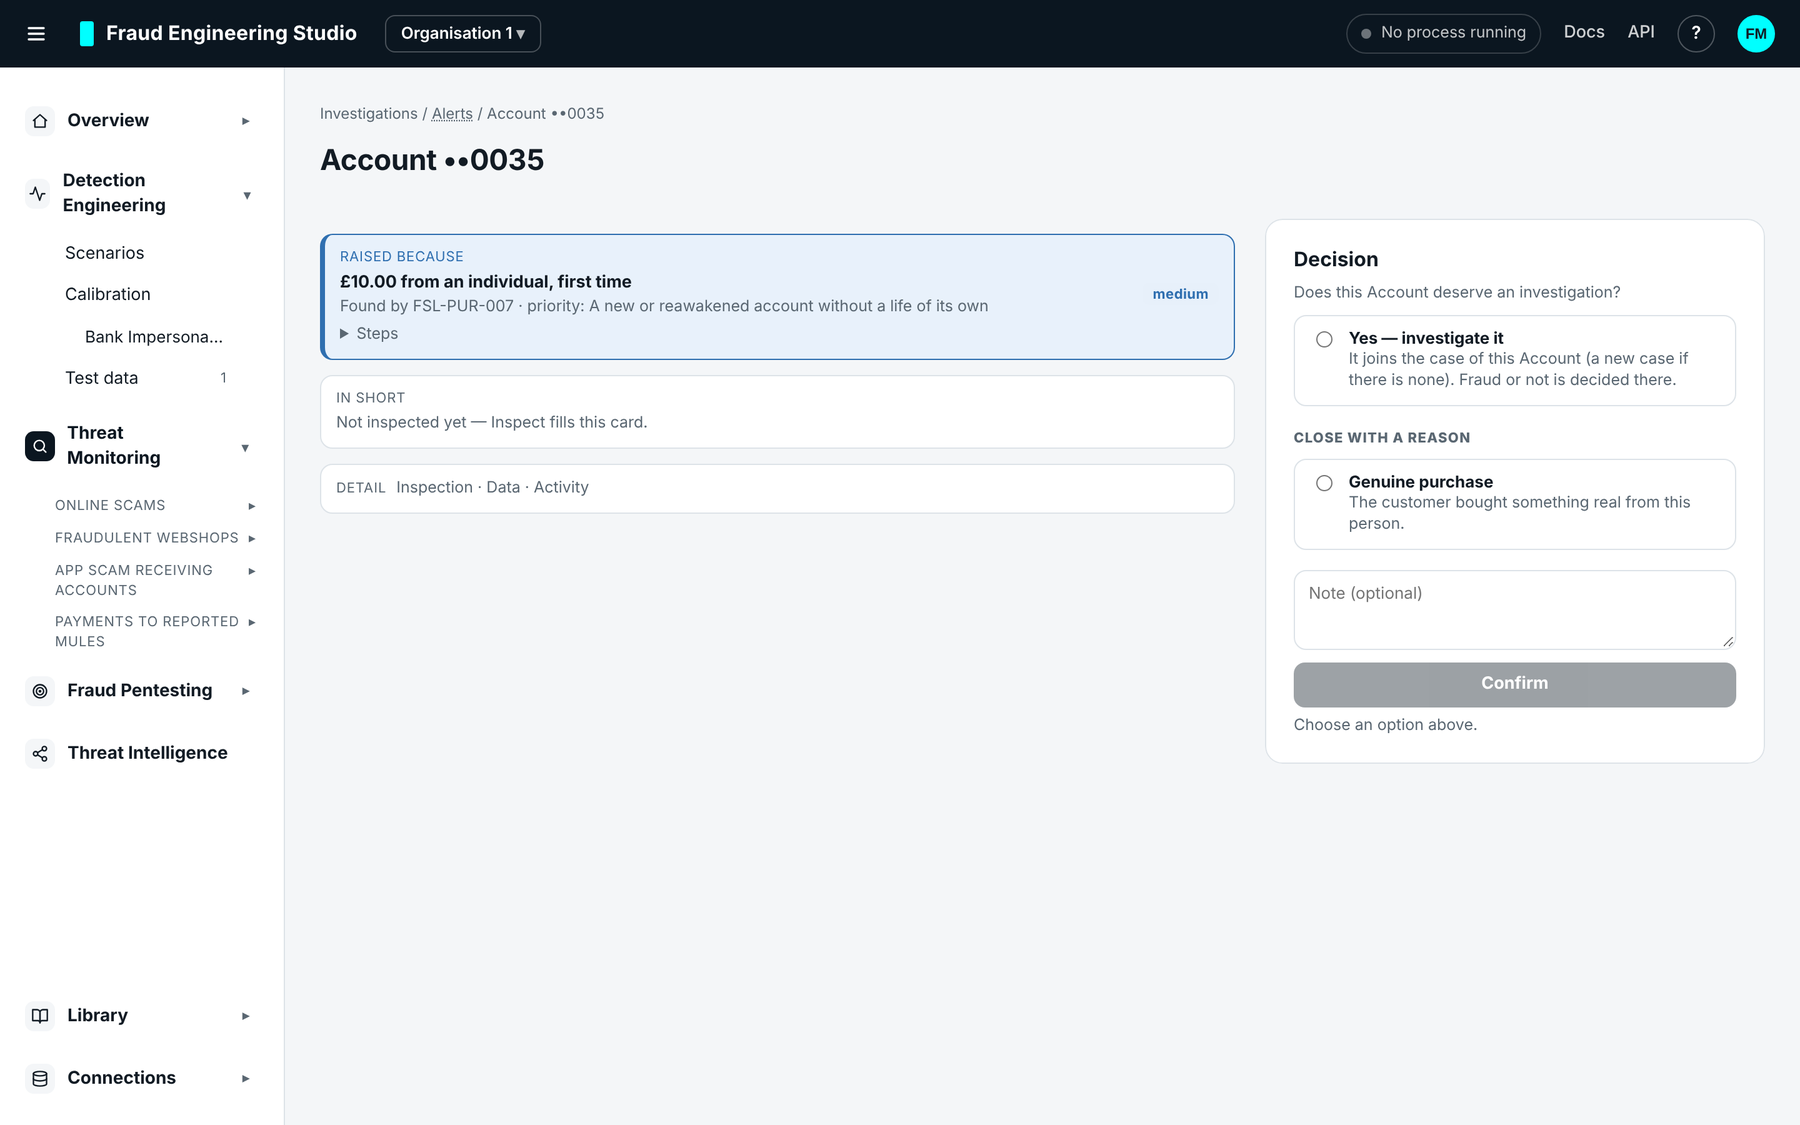 Fraud Engineering Studio
Organisation 1 ▾
No process running
Docs
API
?
FM
Overview
Detection
Engineering
Scenarios
Calibration
Bank Impersona...
Test data 1
Threat
Monitoring
ONLINE SCAMS
FRAUDULENT WEBSHOPS
APP SCAM RECEIVING
ACCOUNTS
PAYMENTS TO REPORTED
MULES
Fraud Pentesting
Threat Intelligence
Library
Connections
Investigations / Alerts / Account ••0035
Account ••0035
RAISED BECAUSE
£10.00 from an individual, first time
Found by FSL-PUR-007 · priority: A new or reawakened account without a life of its own
medium
▶ Steps
IN SHORT
Not inspected yet — Inspect fills this card.
DETAIL Inspection · Data · Activity
Decision
Does this Account deserve an investigation?
Yes — investigate it
It joins the case of this Account (a new case if
there is none). Fraud or not is decided there.
CLOSE WITH A REASON
Genuine purchase
The customer bought something real from this
person.
Note (optional)
Confirm
Choose an option above.